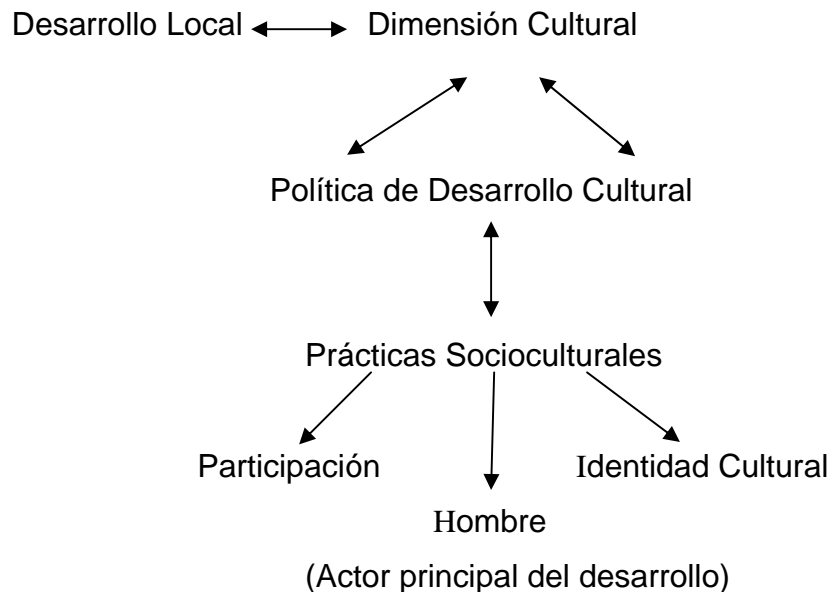 Desarrollo Local Dimensión Cultural
Política de Desarrollo Cultural
Prácticas Socioculturales
Participación Identidad Cultural
Hombre
(Actor principal del desarrollo)